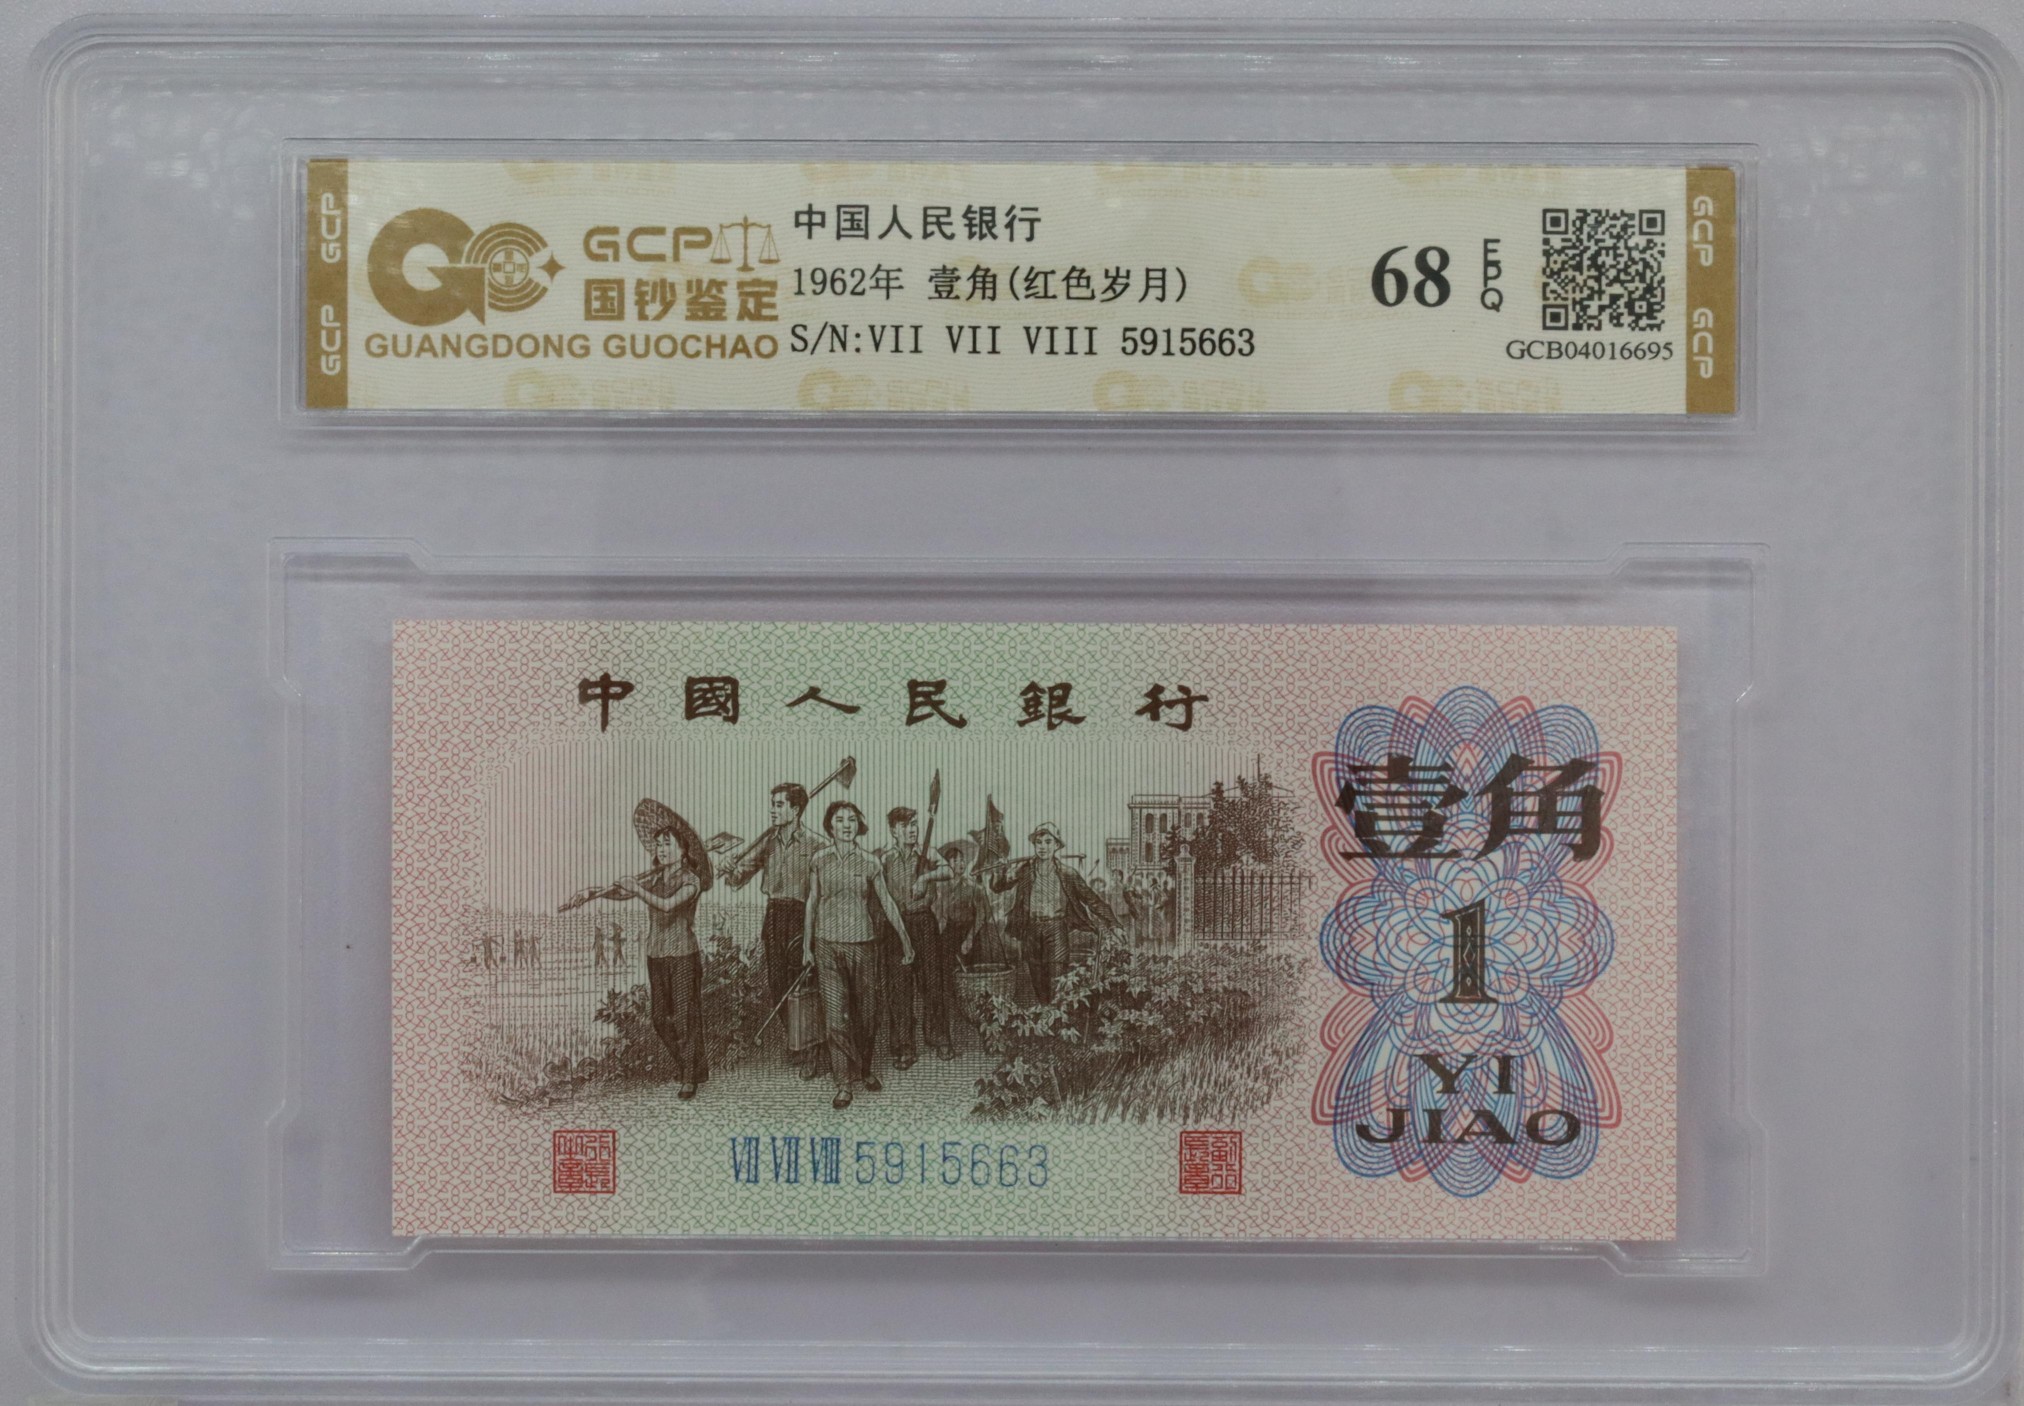 GCP
GCP
GCP
国钞鉴定
GUANGDONG GUOCHAO
中国人民银行
1962年 壹角(红色岁月)
S/N:VII VII VIII 5915663
68
EPQ
GCB04016695
GCP
GCP
中國人民銀行
壹角
1
YI
JIAO
VII VII VIII 5915663